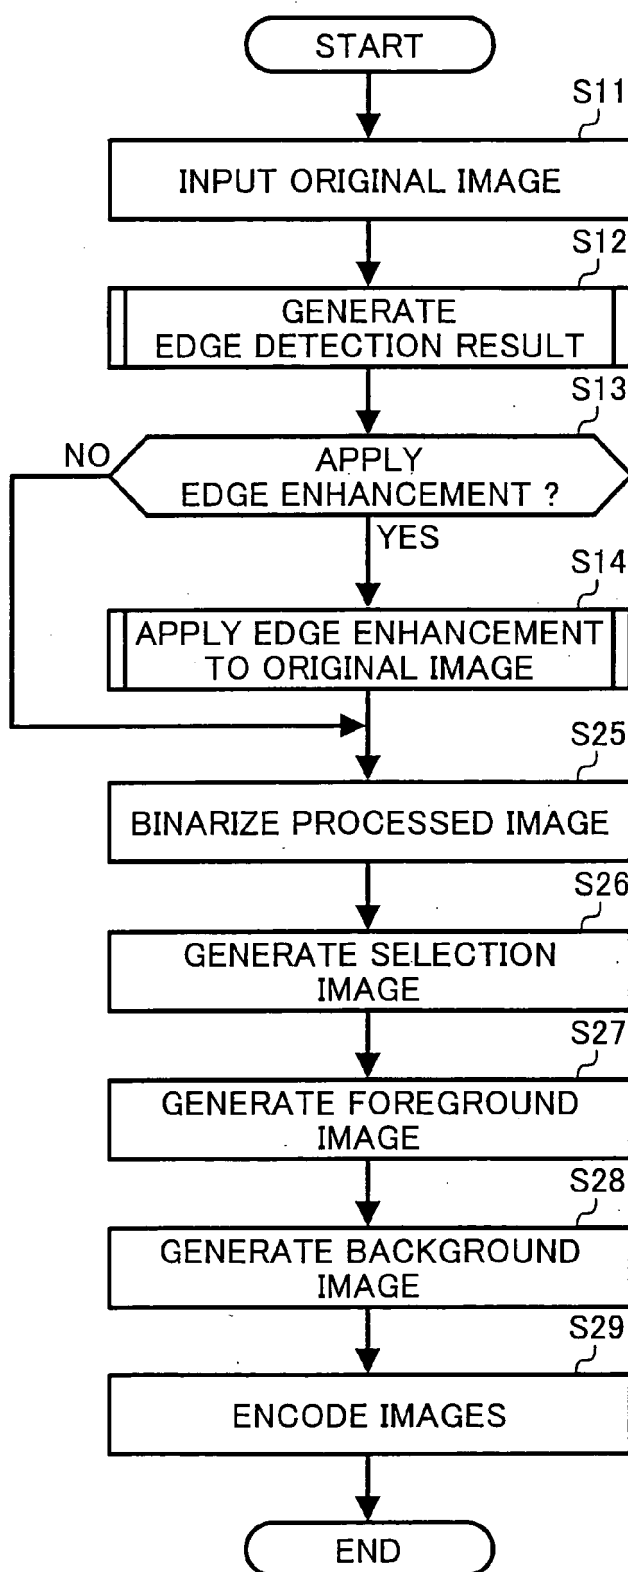 START
S11
INPUT ORIGINAL IMAGE
S12
GENERATE
EDGE DETECTION RESULT
S13
NO
APPLY
EDGE ENHANCEMENT ?
YES
S14
APPLY EDGE ENHANCEMENT
TO ORIGINAL IMAGE
S25
BINARIZE PROCESSED IMAGE
S26
GENERATE SELECTION
IMAGE
S27
GENERATE FOREGROUND
IMAGE
S28
GENERATE BACKGROUND
IMAGE
S29
ENCODE IMAGES
END